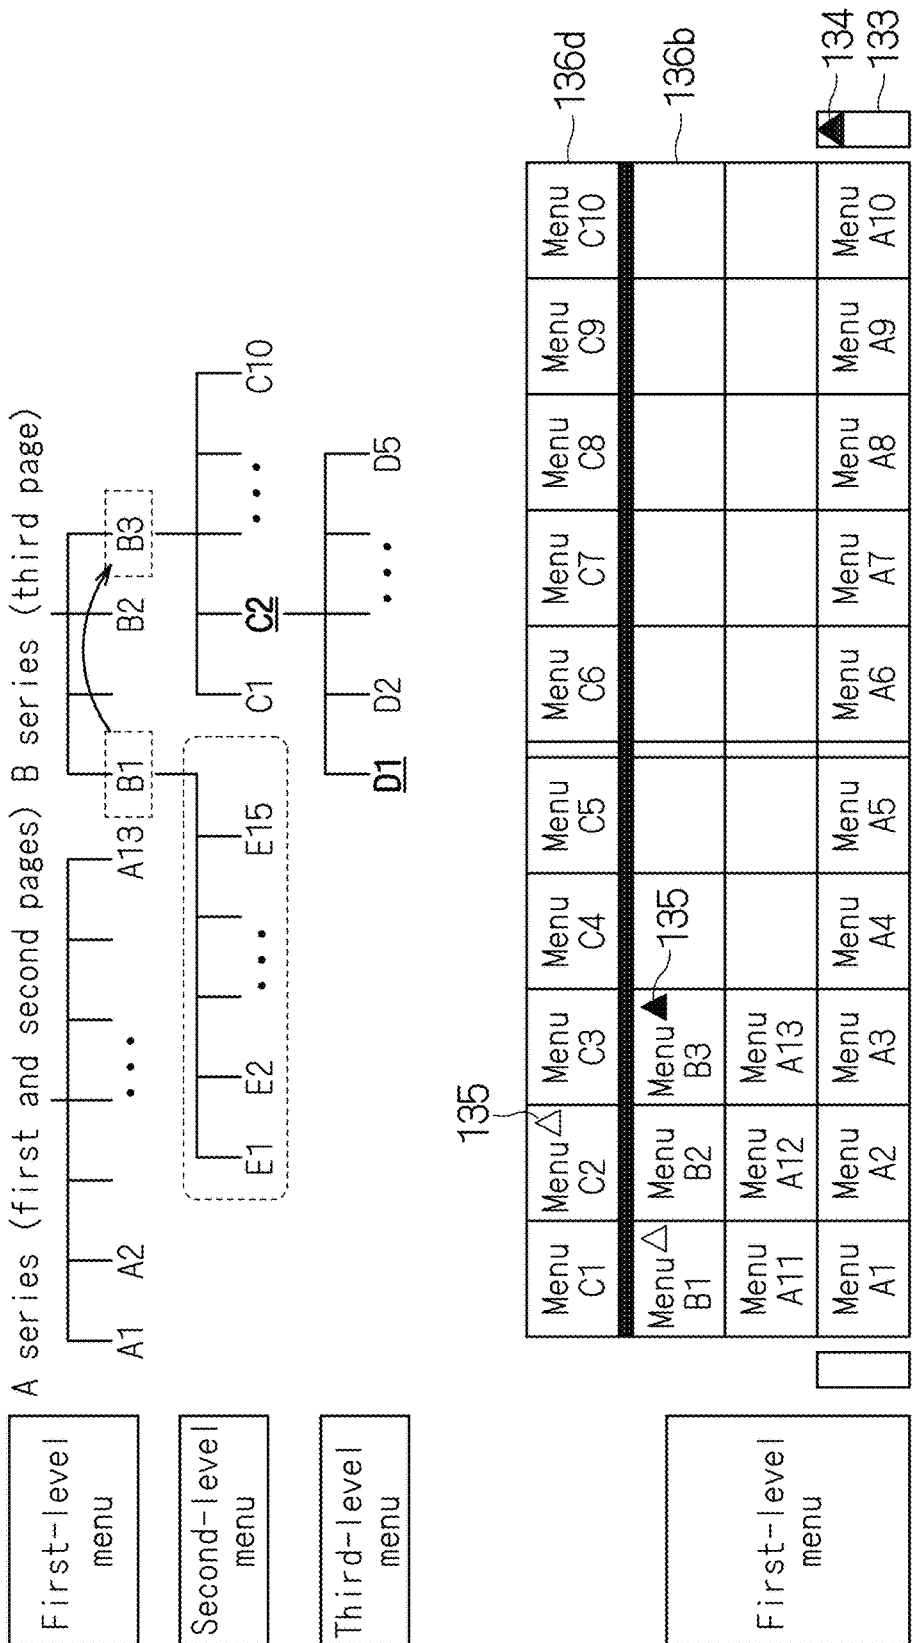 First-level
menu
A series (first and second pages) B series (third page)
A1 A2 ••• A13 B1 B2 B3
Second-level
menu
E1 E2 ••• E15 C1 C2 ••• C10
Third-level
menu
D1 D2 ••• D5
135
Menu C1 Menu C2 Menu C3 Menu C4 Menu C5 Menu C6 Menu C7 Menu C8 Menu C9 Menu C10 136d
Menu B1 Menu B2 Menu B3 135 136b
First-level
menu
Menu A11 Menu A12 Menu A13
Menu A1 Menu A2 Menu A3 Menu A4 Menu A5 Menu A6 Menu A7 Menu A8 Menu A9 Menu A10
134
133